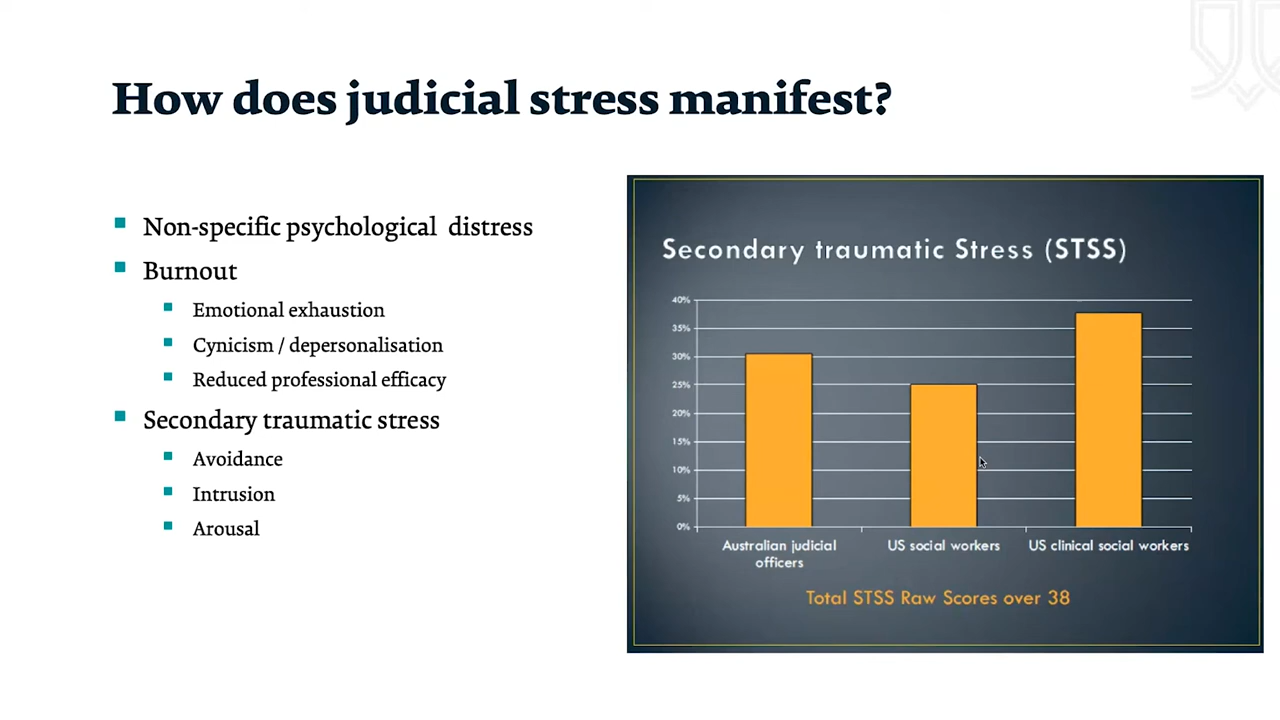 How does judicial stress manifest?
Non-specific psychological distress
Burnout
Emotional exhaustion
Cynicism / depersonalisation
Reduced professional efficacy
Secondary traumatic stress
Avoidance
Intrusion
Arousal
Secondary traumatic Stress (STSS)
40%
35%
30%
25%
20%
15%
10%
5%
0%
Australian judicial
officers
US social workers
US clinical social workers
Total STSS Raw Scores over 38